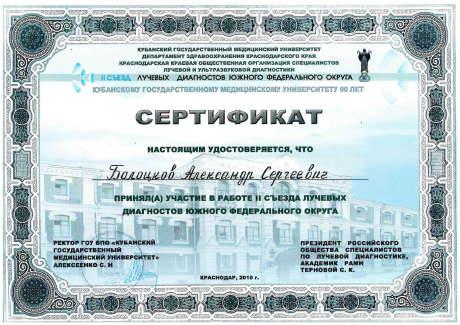 КУБАНСКИЙ ГОСУДАРСТВЕННЫЙ МЕДИЦИНСКИЙ УНИВЕРСИТЕТ
ДЕПАРТАМЕНТ ЗДРАВООХРАНЕНИЯ КРАСНОДАРСКОГО КРАЯ
КРАСНОДАРСКАЯ КРАЕВАЯ ОБЩЕСТВЕННАЯ ОРГАНИЗАЦИЯ СПЕЦИАЛИСТОВ
ЛУЧЕВОЙ И УЛЬТРАЗВУКОВОЙ ДИАГНОСТИКИ
II СЪЕЗД ЛУЧЕВЫХ ДИАГНОСТОВ ЮЖНОГО ФЕДЕРАЛЬНОГО ОКРУГА
КУБАНСКОМУ ГОСУДАРСТВЕННОМУ МЕДИЦИНСКОМУ УНИВЕРСИТЕТУ 90 ЛЕТ
СЕРТИФИКАТ
НАСТОЯЩИМ УДОСТОВЕРЯЕТСЯ, ЧТО
Болоцков Александр Сергеевич
ПРИНЯЛ(А) УЧАСТИЕ В РАБОТЕ II СЪЕЗДА ЛУЧЕВЫХ
ДИАГНОСТОВ ЮЖНОГО ФЕДЕРАЛЬНОГО ОКРУГА
РЕКТОР ГОУ ВПО «КУБАНСКИЙ
ГОСУДАРСТВЕННЫЙ
МЕДИЦИНСКИЙ УНИВЕРСИТЕТ»
АЛЕКСЕЕНКО С. Н
ПРЕЗИДЕНТ РОССИЙСКОГО
ОБЩЕСТВА СПЕЦИАЛИСТОВ
ПО ЛУЧЕВОЙ ДИАГНОСТИКЕ,
АКАДЕМИК РАМН
ТЕРНОВОЙ С. К.
КРАСНОДАР, 2010 г.